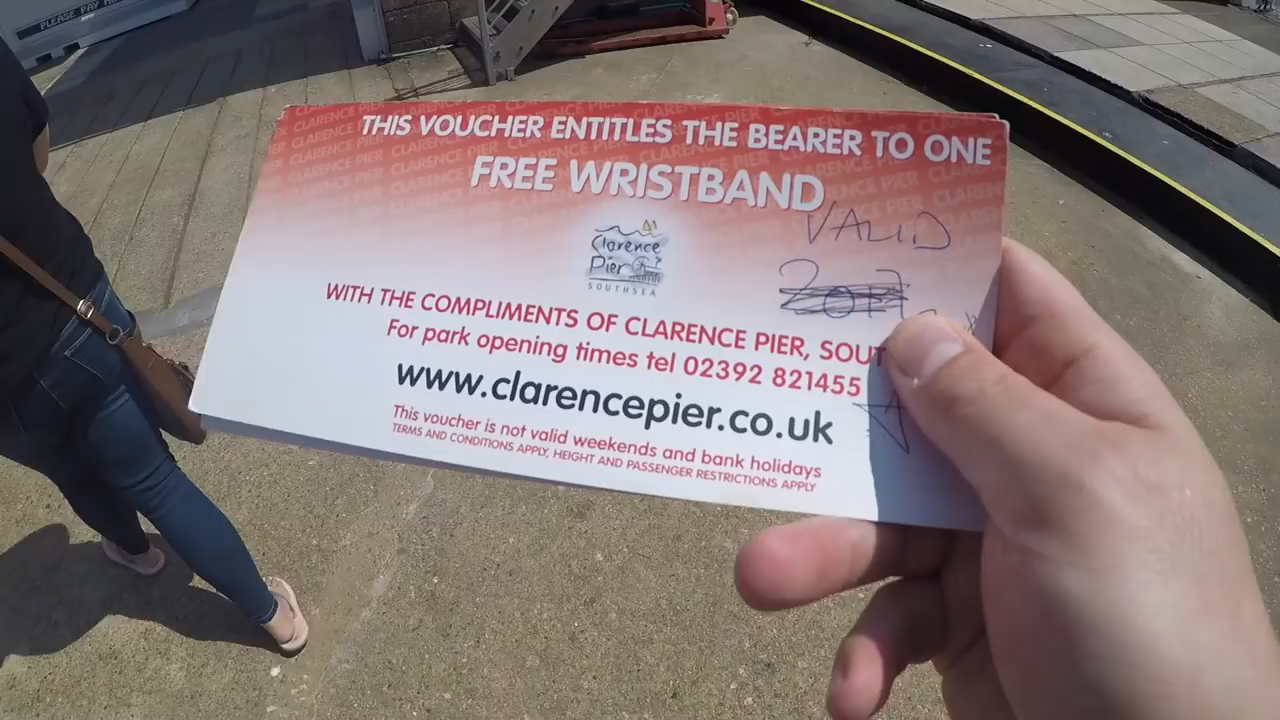 PLEASE PAY
THIS VOUCHER ENTITLES THE BEARER TO ONE
FREE WRISTBAND
VALID
2017
Clarence
Pier
SOUTHSEA
WITH THE COMPLIMENTS OF CLARENCE PIER, SOUT
For park opening times tel 02392 821455
www.clarencepier.co.uk
This voucher is not valid weekends and bank holidays
TERMS AND CONDITIONS APPLY, HEIGHT AND PASSENGER RESTRICTIONS APPLY